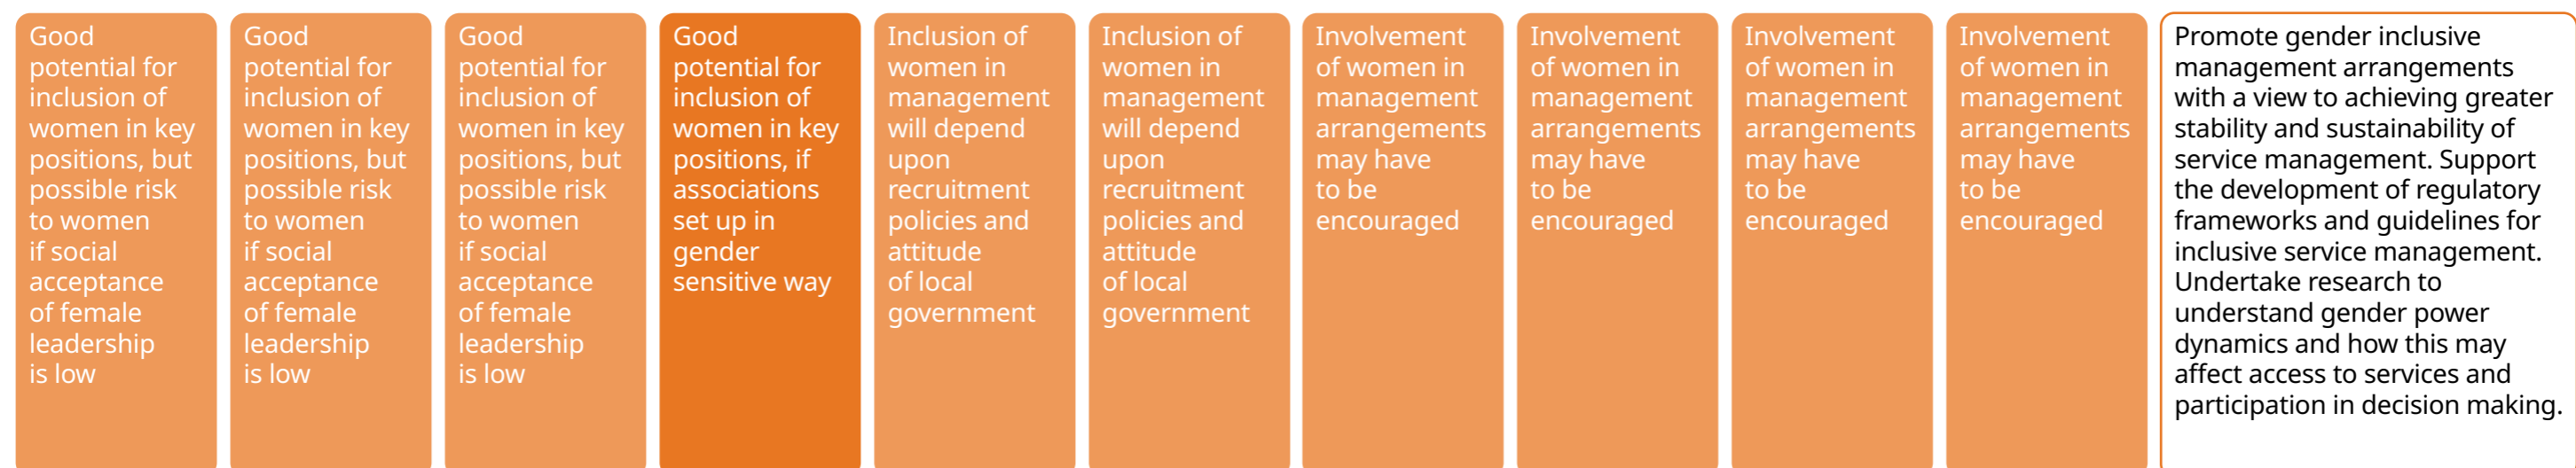 Good
potential for
inclusion of
women in key
positions, but
possible risk
to women
if social
acceptance
of female
leadership
is low
Good
potential for
inclusion of
women in key
positions, but
possible risk
to women
if social
acceptance
of female
leadership
is low
Good
potential for
inclusion of
women in key
positions, but
possible risk
to women
if social
acceptance
of female
leadership
is low
Good
potential for
inclusion of
women in key
positions, if
associations
set up in
gender
sensitive way
Inclusion of
women in
management
will depend
upon
recruitment
policies and
attitude
of local
government
Inclusion of
women in
management
will depend
upon
recruitment
policies and
attitude
of local
government
Involvement
of women in
management
arrangements
may have
to be
encouraged
Involvement
of women in
management
arrangements
may have
to be
encouraged
Involvement
of women in
management
arrangements
may have
to be
encouraged
Involvement
of women in
management
arrangements
may have
to be
encouraged
Promote gender inclusive
management arrangements
with a view to achieving greater
stability and sustainability of
service management. Support
the development of regulatory
frameworks and guidelines for
inclusive service management.
Undertake research to
understand gender power
dynamics and how this may
affect access to services and
participation in decision making.